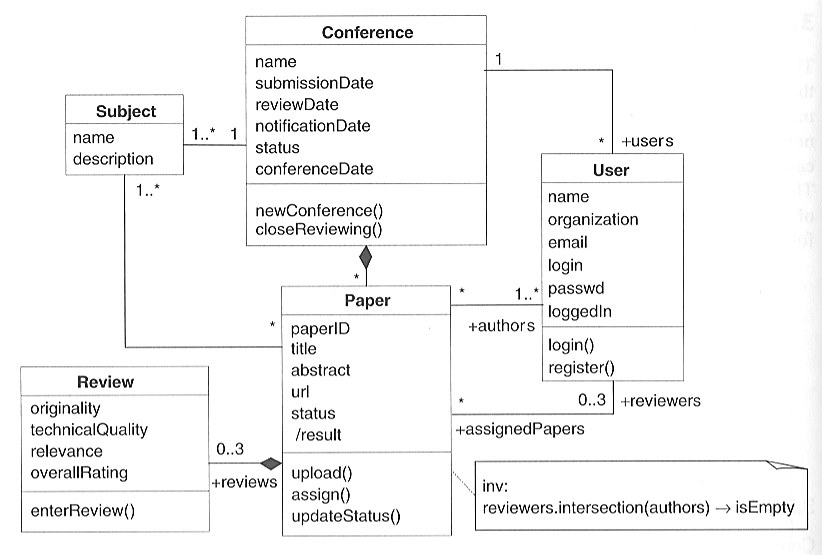 Conference
name
submissionDate
reviewDate
notificationDate
status
conferenceDate
newConference()
closeReviewing()
Subject
name
description
1..*
1
1..*
1
*
+users
User
name
organization
email
login
passwd
loggedIn
login()
register()
*
Paper
paperID
title
abstract
url
status
/result
upload()
assign()
updateStatus()
*
*
1..*
+authors
*
0..3
+reviewers
+assignedPapers
Review
originality
technicalQuality
relevance
overallRating
enterReview()
0..3
+reviews
inv:
reviewers.intersection(authors) → isEmpty